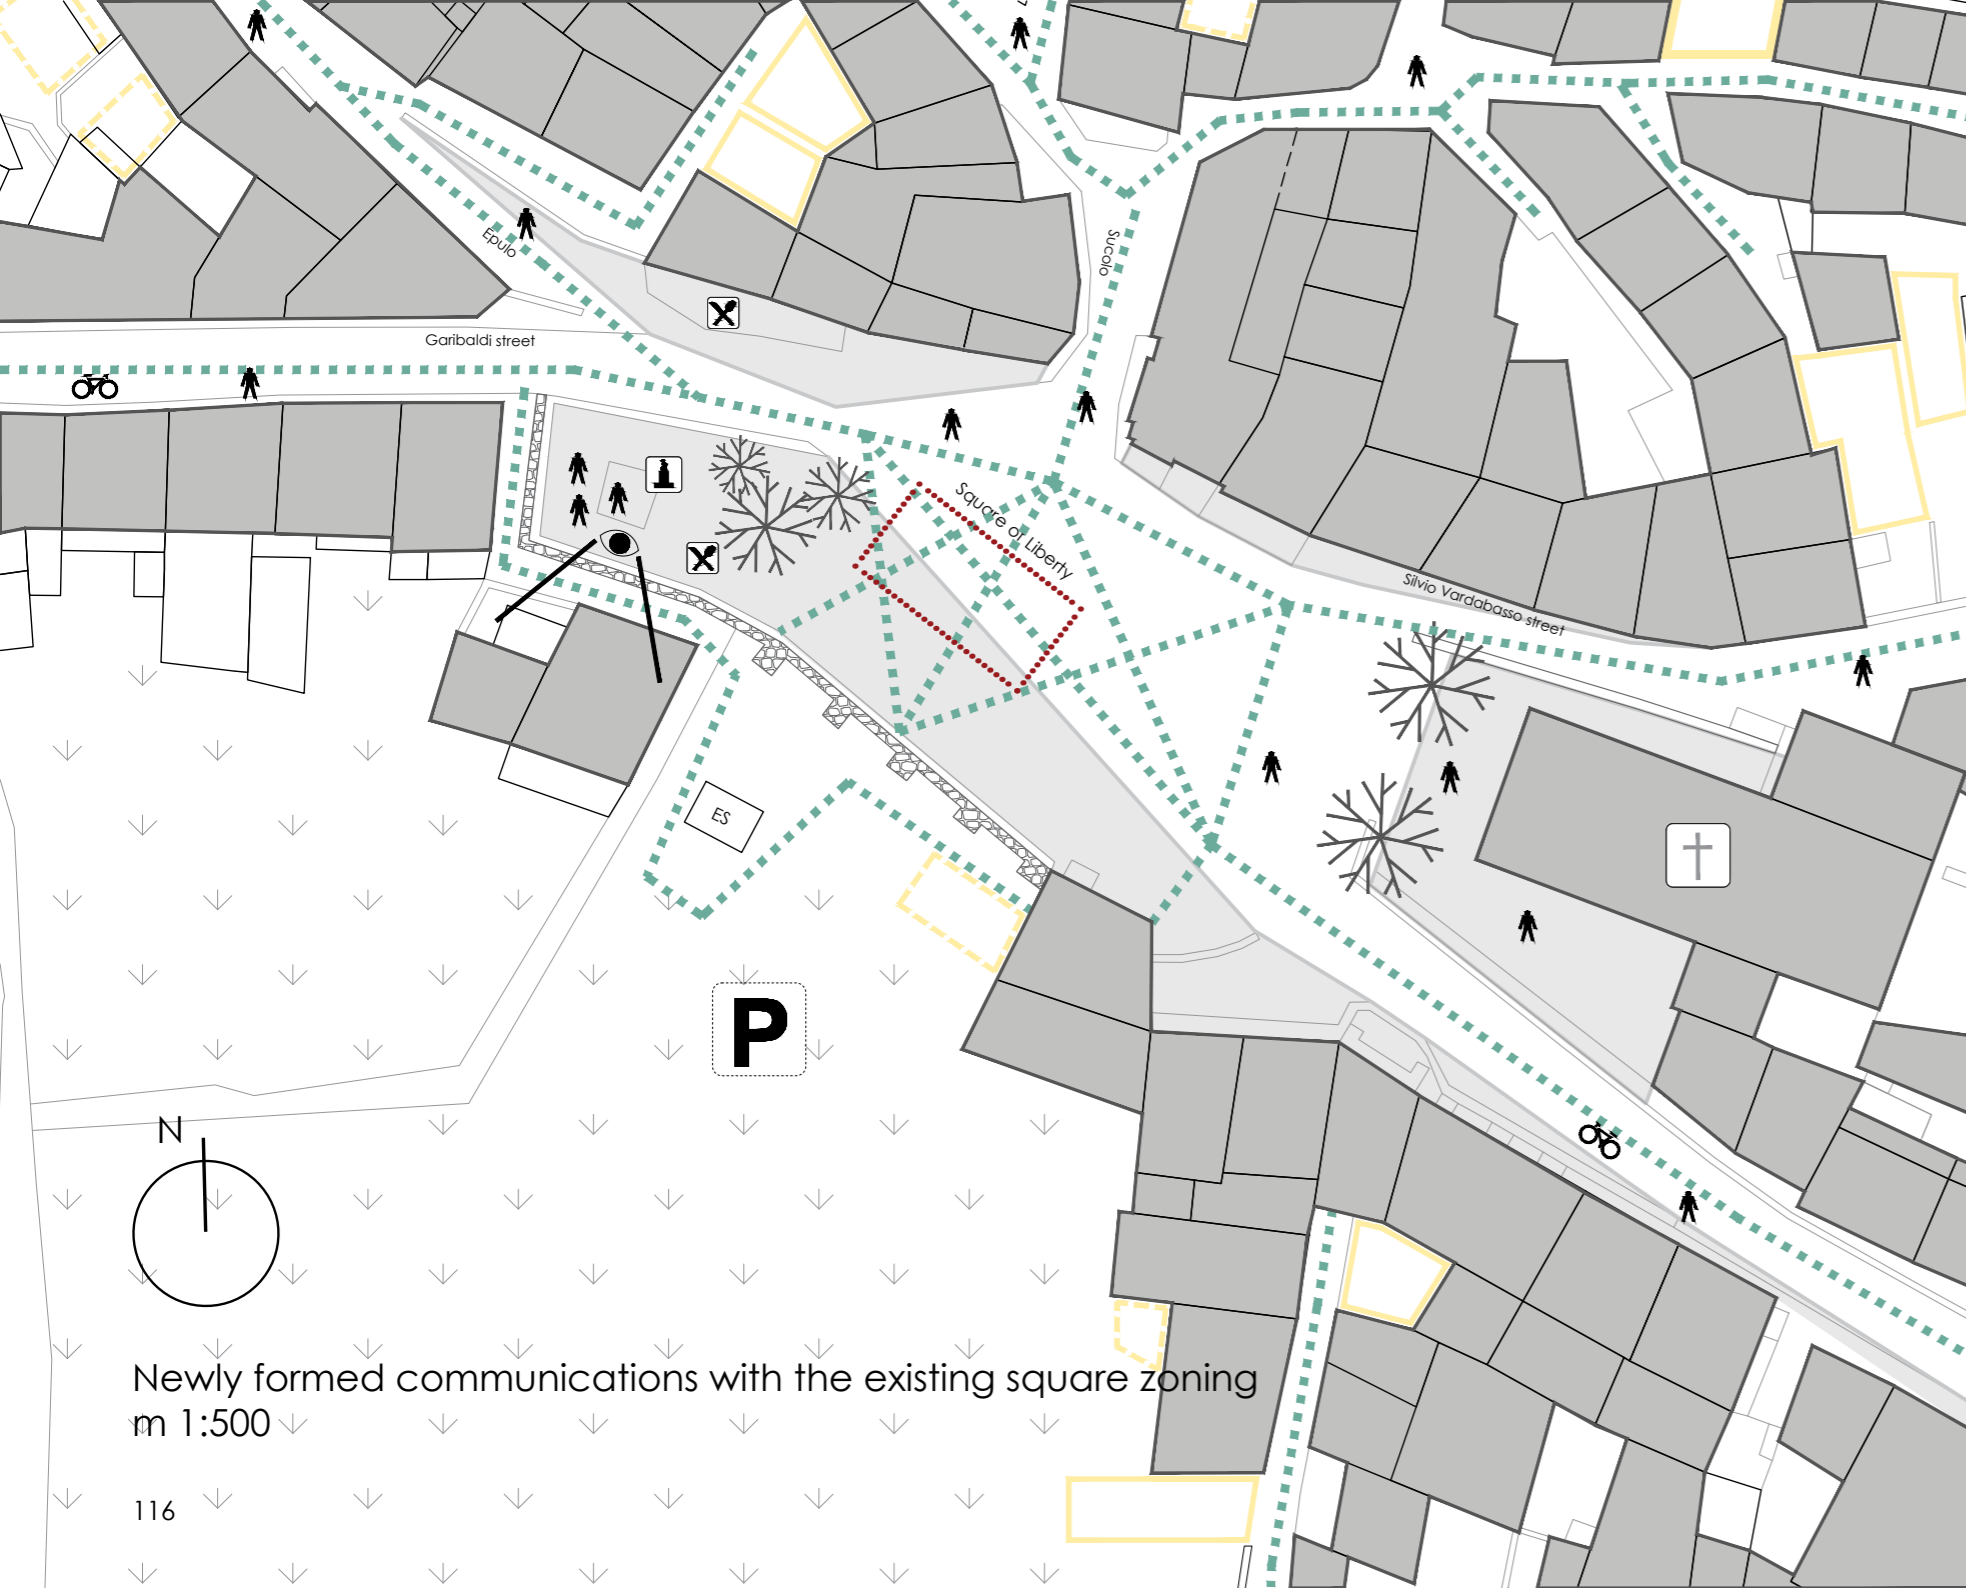 Epulo
Sucolo
Garibaldi street
Square of Liberty
Silvio Vardabasso street
ES
P
N
Newly formed communications with the existing square zoning
m 1:500
116